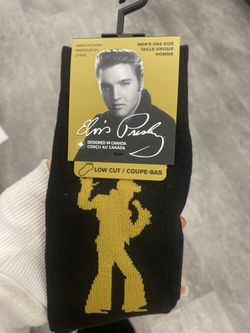 MADE IN CHINA
FABRIQUÉ EN
CHINE
MEN'S ONE SIZE
TAILLE UNIQUE
HOMME
Elvis Presley
DESIGNED IN CANADA
CONÇU AU CANADA
LOW CUT / COUPE-BAS